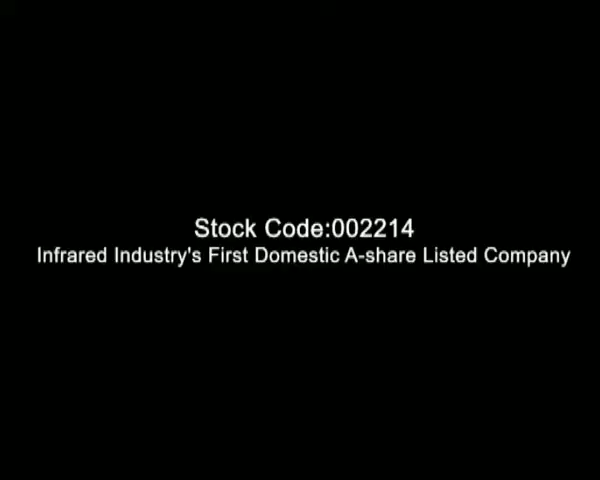 Stock Code:002214
Infrared Industry's First Domestic A-share Listed Company